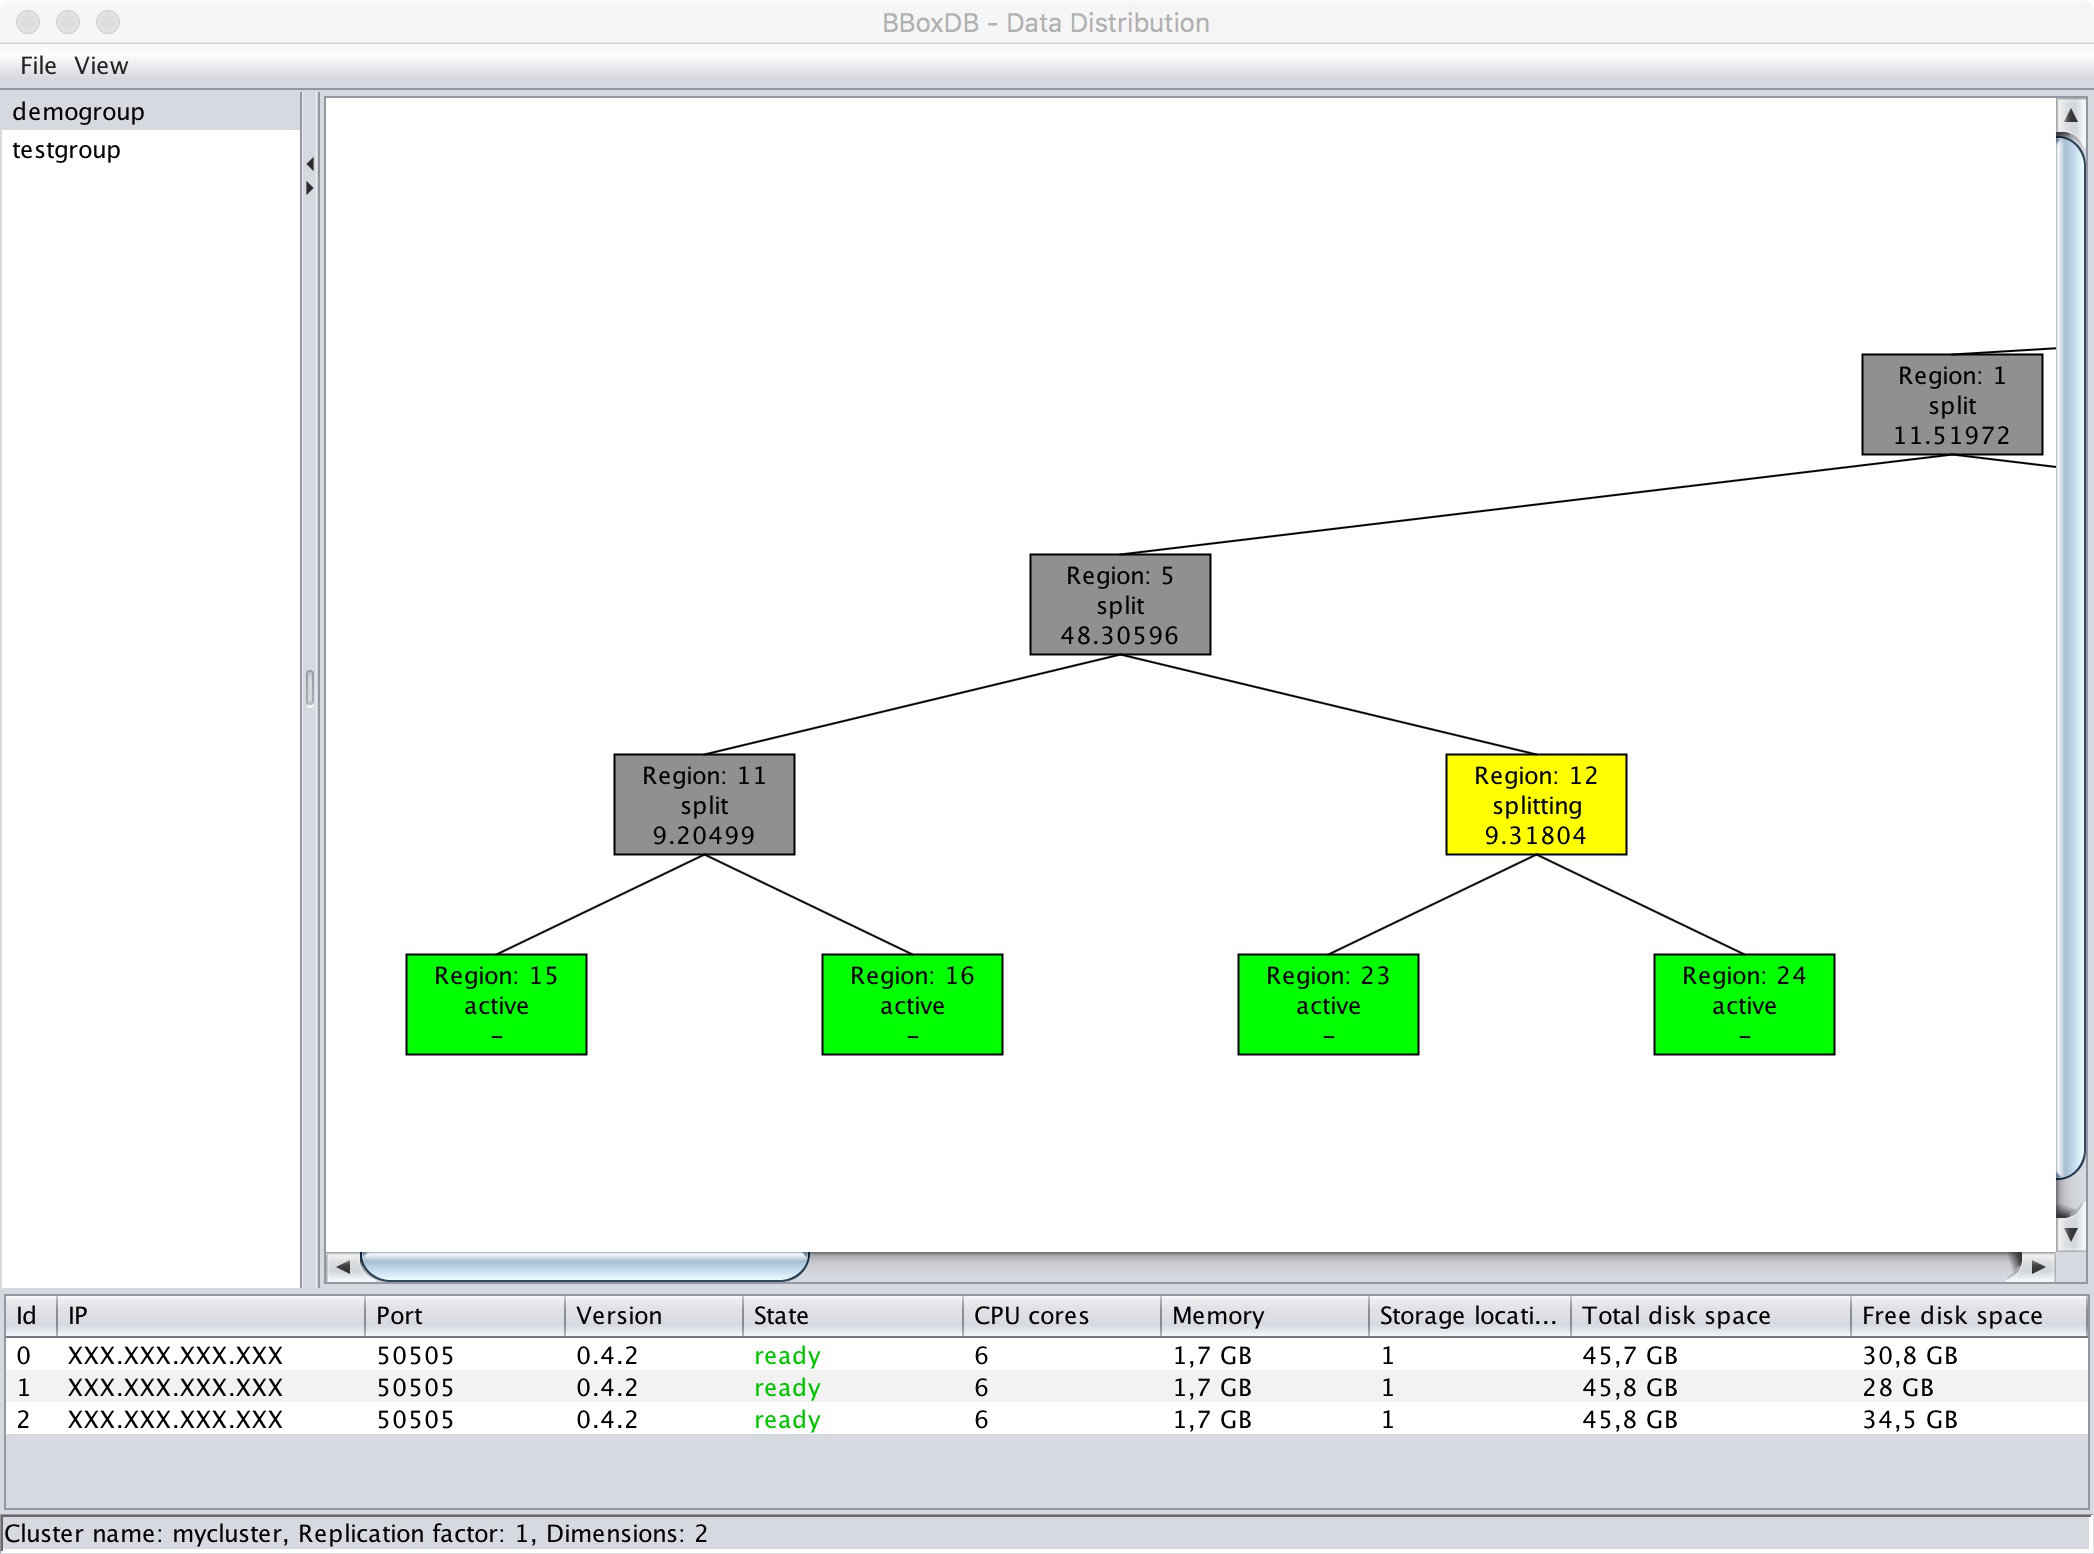 BBoxDB - Data Distribution
File View
demogroup
testgroup
Region: 1
split
11.51972
Region: 5
split
48.30596
Region: 11
split
9.20499
Region: 12
splitting
9.31804
Region: 15
active
-
Region: 16
active
-
Region: 23
active
-
Region: 24
active
-
Id IP Port Version State CPU cores Memory Storage locati... Total disk space Free disk space
0 XXX.XXX.XXX.XXX 50505 0.4.2 ready 6 1,7 GB 1 45,7 GB 30,8 GB
1 XXX.XXX.XXX.XXX 50505 0.4.2 ready 6 1,7 GB 1 45,8 GB 28 GB
2 XXX.XXX.XXX.XXX 50505 0.4.2 ready 6 1,7 GB 1 45,8 GB 34,5 GB
Cluster name: mycluster, Replication factor: 1, Dimensions: 2